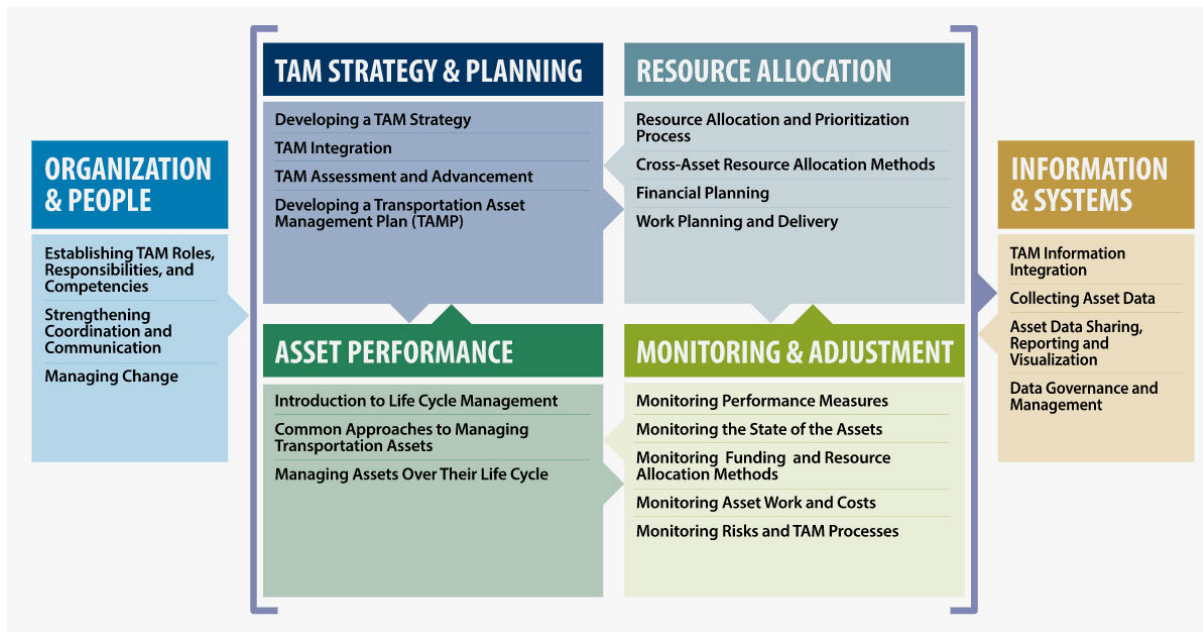 ORGANIZATION
& PEOPLE
Establishing TAM Roles,
Responsibilities, and
Competencies
Strengthening
Coordination and
Communication
Managing Change
TAM STRATEGY & PLANNING
Developing a TAM Strategy
TAM Integration
TAM Assessment and Advancement
Developing a Transportation Asset
Management Plan (TAMP)
RESOURCE ALLOCATION
Resource Allocation and Prioritization
Process
Cross-Asset Resource Allocation Methods
Financial Planning
Work Planning and Delivery
ASSET PERFORMANCE
Introduction to Life Cycle Management
Common Approaches to Managing
Transportation Assets
Managing Assets Over Their Life Cycle
MONITORING & ADJUSTMENT
Monitoring Performance Measures
Monitoring the State of the Assets
Monitoring Funding and Resource
Allocation Methods
Monitoring Asset Work and Costs
Monitoring Risks and TAM Processes
INFORMATION
& SYSTEMS
TAM Information
Integration
Collecting Asset Data
Asset Data Sharing,
Reporting and
Visualization
Data Governance and
Management